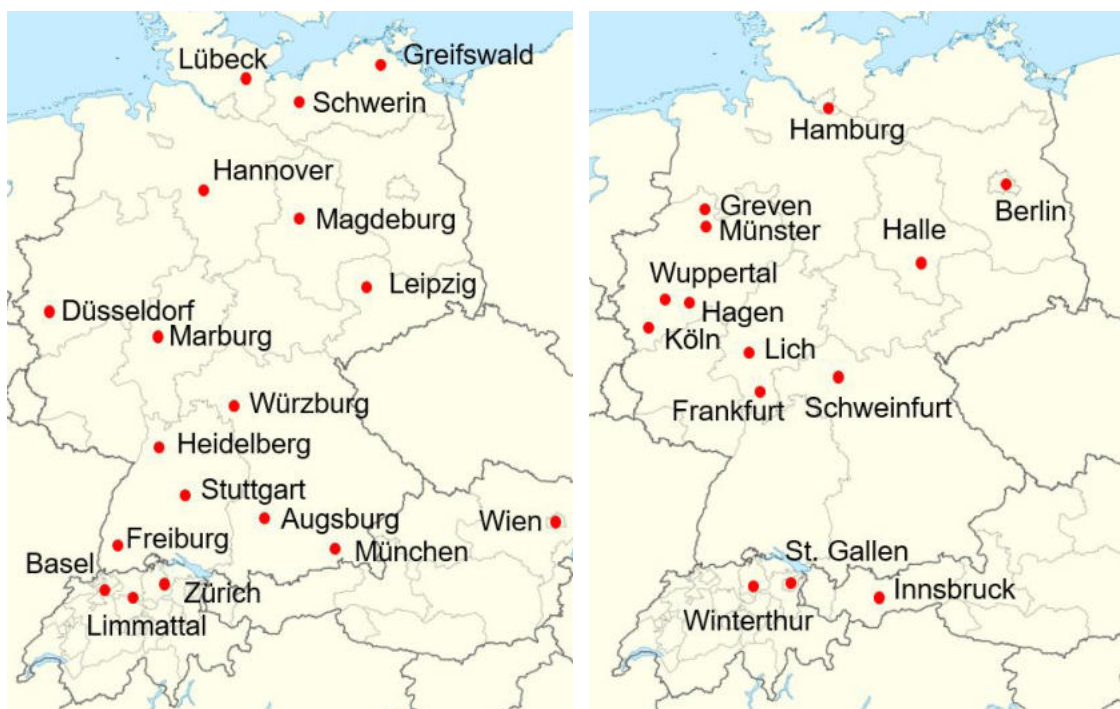 Lübeck
Greifswald
Schwerin
Hannover
Magdeburg
Leipzig
Düsseldorf
Marburg
Würzburg
Heidelberg
Stuttgart
Augsburg
Wien
Freiburg
München
Basel
Zürich
Limmattal
Hamburg
Berlin
Greven
Münster
Halle
Wuppertal
Hagen
Köln
Lich
Frankfurt
Schweinfurt
St. Gallen
Innsbruck
Winterthur